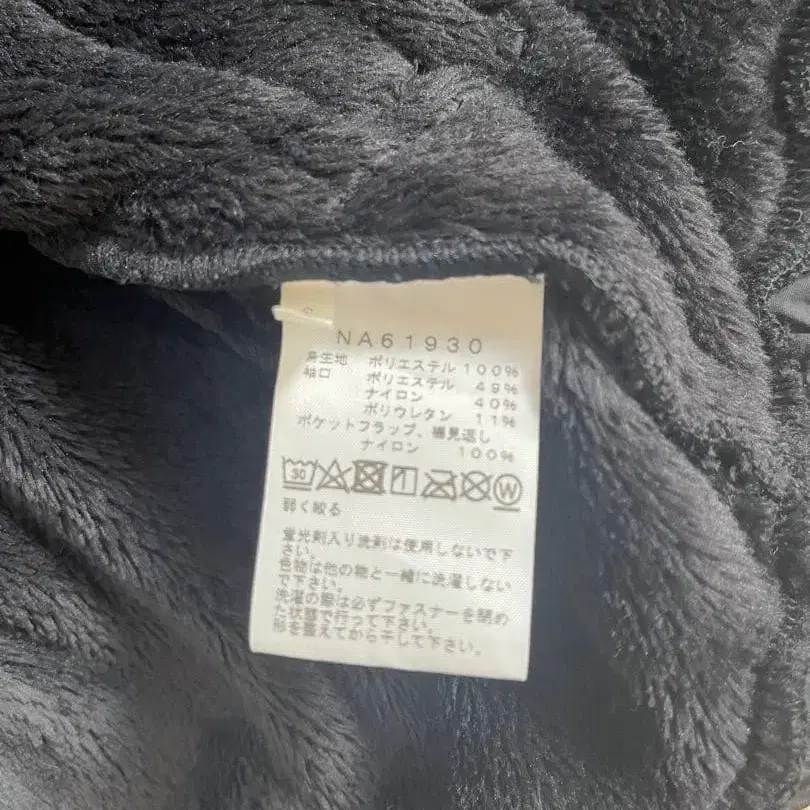 NA61930
身生地 ポリエステル 100%
袖口 ポリエステル 49%
ナイロン 40%
ポリウレタン 11%
ポケットフラップ、裾見返し
ナイロン 100%
30 W
弱く絞る
蛍光剤入り洗剤は使用しないで下
さい。
色物は他の物と一緒に洗濯しない
で下さい。
洗濯の際は必ずファスナーを閉め
た状態で行って下さい。
形を整えてから干して下さい。